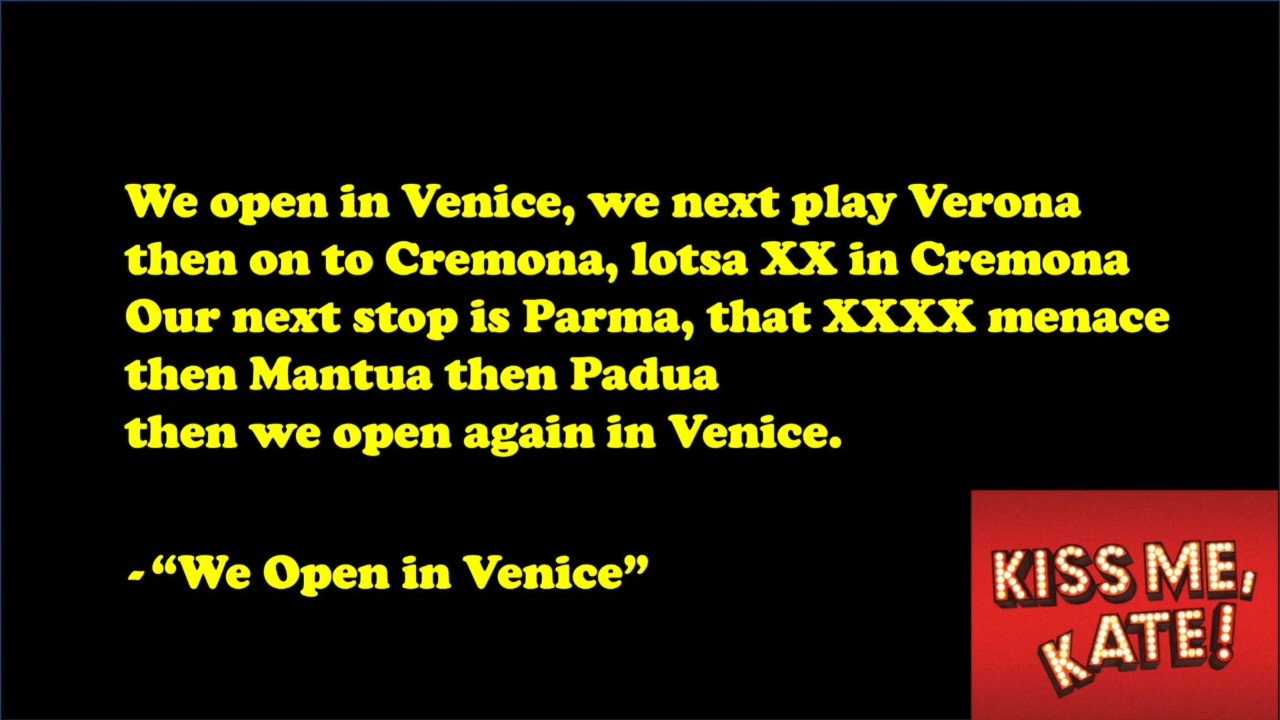 We open in Venice, we next play Verona
then on to Cremona, lotsa XX in Cremona
Our next stop is Parma, that XXXX menace
then Mantua then Padua
then we open again in Venice.
- “We Open in Venice”
KISS ME,
KATE!